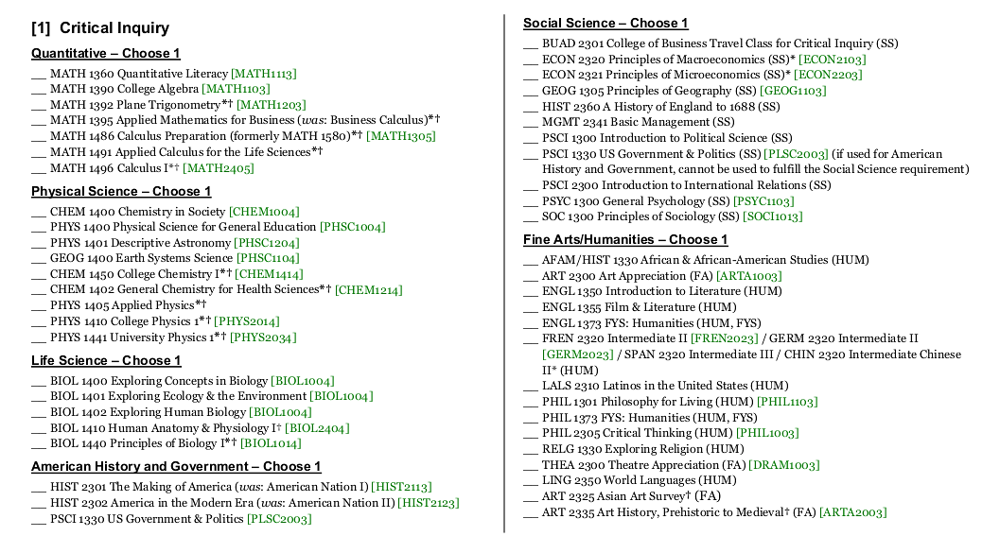 [1] Critical Inquiry
Quantitative – Choose 1
__ MATH 1360 Quantitative Literacy [MATH1113]
__ MATH 1390 College Algebra [MATH1103]
__ MATH 1392 Plane Trigonometry*† [MATH1203]
__ MATH 1395 Applied Mathematics for Business (was: Business Calculus)*†
__ MATH 1486 Calculus Preparation (formerly MATH 1580)*† [MATH1305]
__ MATH 1491 Applied Calculus for the Life Sciences*†
__ MATH 1496 Calculus I*† [MATH2405]
Physical Science – Choose 1
__ CHEM 1400 Chemistry in Society [CHEM1004]
__ PHYS 1400 Physical Science for General Education [PHSC1004]
__ PHYS 1401 Descriptive Astronomy [PHSC1204]
__ GEOG 1400 Earth Systems Science [PHSC1104]
__ CHEM 1450 College Chemistry I*† [CHEM1414]
__ CHEM 1402 General Chemistry for Health Sciences*† [CHEM1214]
__ PHYS 1405 Applied Physics*†
__ PHYS 1410 College Physics 1*† [PHYS2014]
__ PHYS 1441 University Physics 1*† [PHYS2034]
Life Science – Choose 1
__ BIOL 1400 Exploring Concepts in Biology [BIOL1004]
__ BIOL 1401 Exploring Ecology & the Environment [BIOL1004]
__ BIOL 1402 Exploring Human Biology [BIOL1004]
__ BIOL 1410 Human Anatomy & Physiology I† [BIOL2404]
__ BIOL 1440 Principles of Biology I*† [BIOL1014]
American History and Government – Choose 1
__ HIST 2301 The Making of America (was: American Nation I) [HIST2113]
__ HIST 2302 America in the Modern Era (was: American Nation II) [HIST2123]
__ PSCI 1330 US Government & Politics [PLSC2003]
Social Science – Choose 1
__ BUAD 2301 College of Business Travel Class for Critical Inquiry (SS)
__ ECON 2320 Principles of Macroeconomics (SS)* [ECON2103]
__ ECON 2321 Principles of Microeconomics (SS)* [ECON2203]
__ GEOG 1305 Principles of Geography (SS) [GEOG1103]
__ HIST 2360 A History of England to 1688 (SS)
__ MGMT 2341 Basic Management (SS)
__ PSCI 1300 Introduction to Political Science (SS)
__ PSCI 1330 US Government & Politics (SS) [PLSC2003] (if used for American
History and Government, cannot be used to fulfill the Social Science requirement)
__ PSCI 2300 Introduction to International Relations (SS)
__ PSYC 1300 General Psychology (SS) [PSYC1103]
__ SOC 1300 Principles of Sociology (SS) [SOCI1013]
Fine Arts/Humanities – Choose 1
__ AFAM/HIST 1330 African & African-American Studies (HUM)
__ ART 2300 Art Appreciation (FA) [ARTA1003]
__ ENGL 1350 Introduction to Literature (HUM)
__ ENGL 1355 Film & Literature (HUM)
__ ENGL 1373 FYS: Humanities (HUM, FYS)
__ FREN 2320 Intermediate II [FREN2023] / GERM 2320 Intermediate II
[GERM2023] / SPAN 2320 Intermediate III / CHIN 2320 Intermediate Chinese
II* (HUM)
__ LALS 2310 Latinos in the United States (HUM)
__ PHIL 1301 Philosophy for Living (HUM) [PHIL1103]
__ PHIL 1373 FYS: Humanities (HUM, FYS)
__ PHIL 2305 Critical Thinking (HUM) [PHIL1003]
__ RELG 1330 Exploring Religion (HUM)
__ THEA 2300 Theatre Appreciation (FA) [DRAM1003]
__ LING 2350 World Languages (HUM)
__ ART 2325 Asian Art Survey† (FA)
__ ART 2335 Art History, Prehistoric to Medieval† (FA) [ARTA2003]